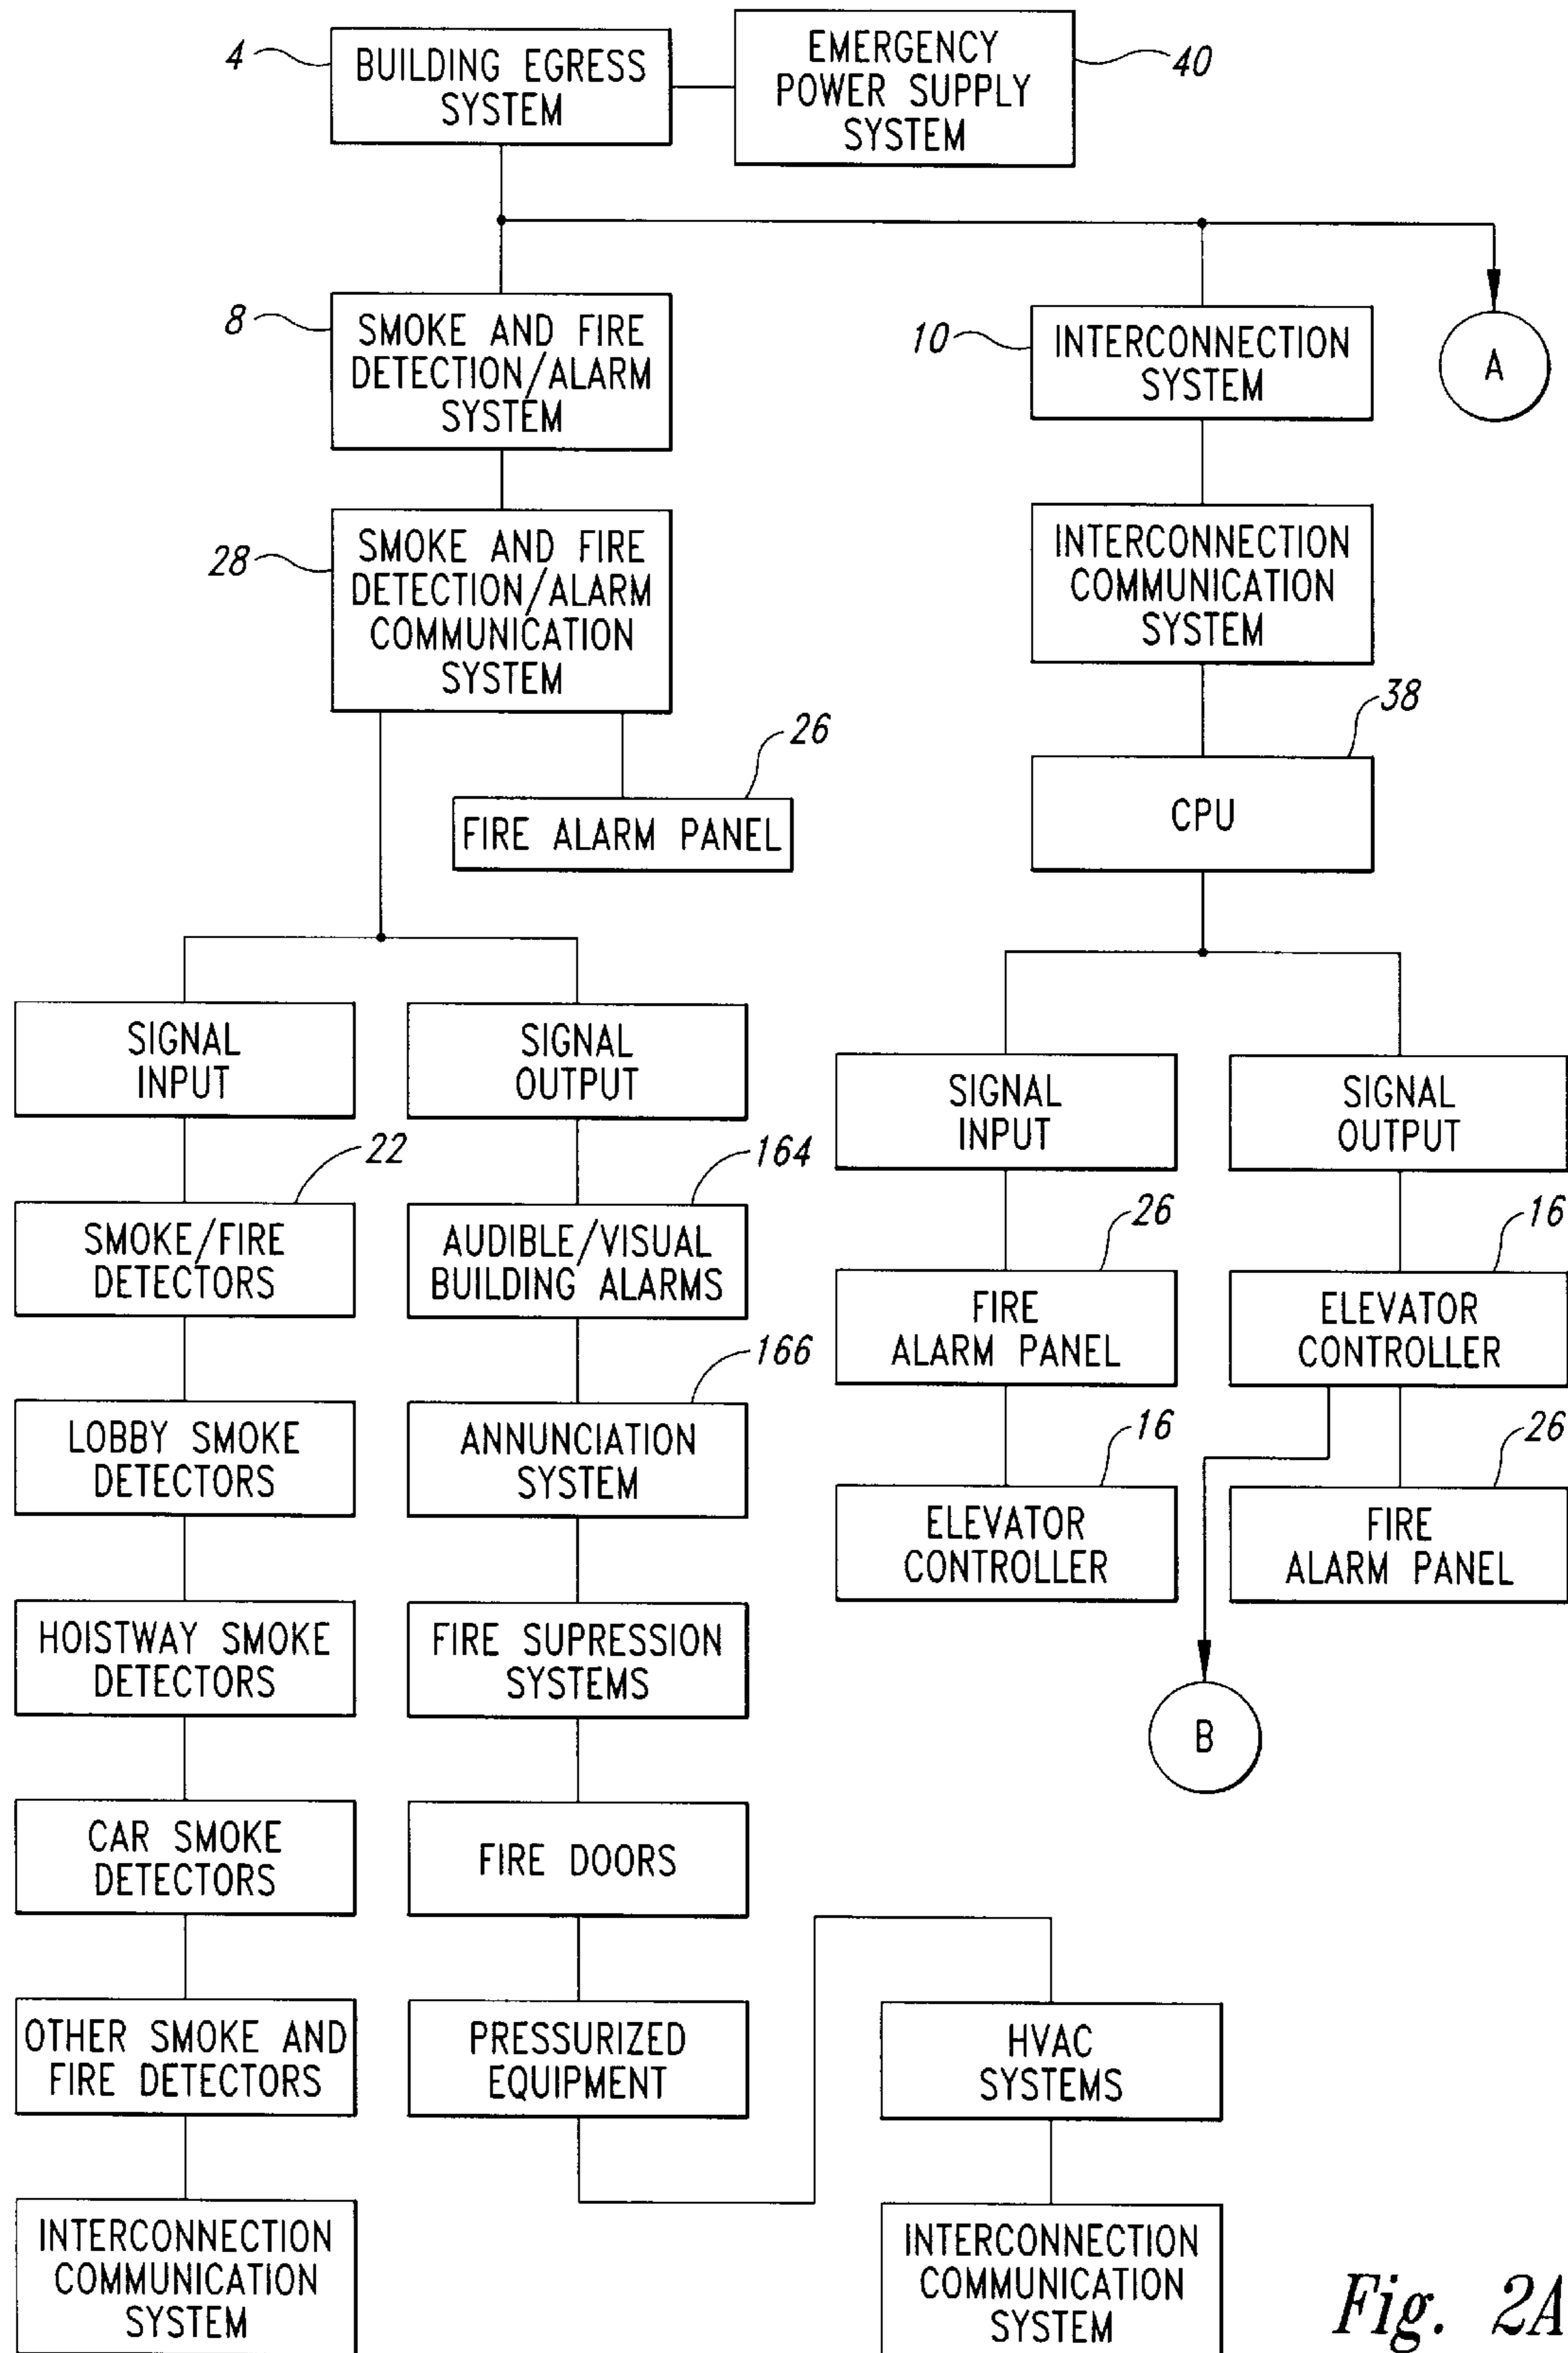 4
BUILDING EGRESS
SYSTEM
EMERGENCY
POWER SUPPLY
SYSTEM
40
8
SMOKE AND FIRE
DETECTION/ALARM
SYSTEM
10
INTERCONNECTION
SYSTEM
A
28
SMOKE AND FIRE
DETECTION/ALARM
COMMUNICATION
SYSTEM
INTERCONNECTION
COMMUNICATION
SYSTEM
26
FIRE ALARM PANEL
38
CPU
SIGNAL
INPUT
22
SMOKE/FIRE
DETECTORS
LOBBY SMOKE
DETECTORS
HOISTWAY SMOKE
DETECTORS
CAR SMOKE
DETECTORS
OTHER SMOKE AND
FIRE DETECTORS
INTERCONNECTION
COMMUNICATION
SYSTEM
SIGNAL
OUTPUT
164
AUDIBLE/VISUAL
BUILDING ALARMS
166
ANNUNCIATION
SYSTEM
FIRE SUPRESSION
SYSTEMS
FIRE DOORS
PRESSURIZED
EQUIPMENT
HVAC
SYSTEMS
INTERCONNECTION
COMMUNICATION
SYSTEM
SIGNAL
INPUT
26
FIRE
ALARM PANEL
16
ELEVATOR
CONTROLLER
SIGNAL
OUTPUT
16
ELEVATOR
CONTROLLER
26
FIRE
ALARM PANEL
B
Fig. 2A